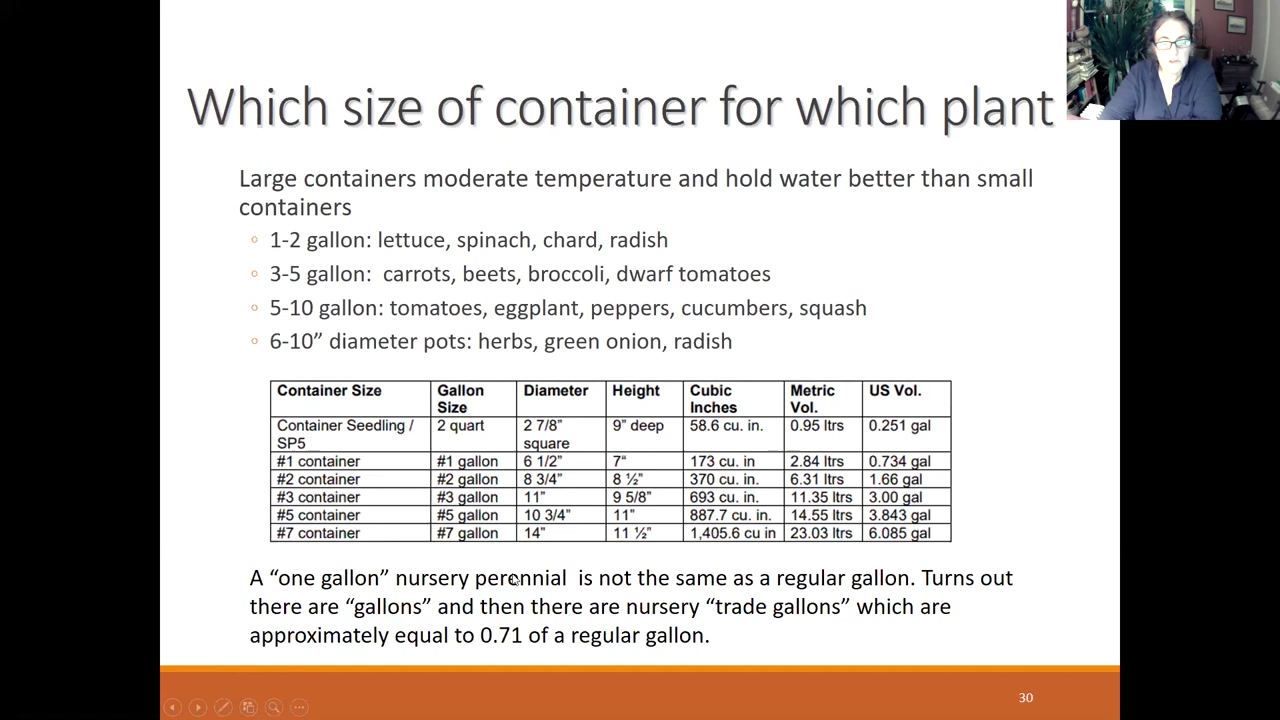 Which size of container for which plant
Large containers moderate temperature and hold water better than small
containers
1-2 gallon: lettuce, spinach, chard, radish
3-5 gallon:  carrots, beets, broccoli, dwarf tomatoes
5-10 gallon: tomatoes, eggplant, peppers, cucumbers, squash
6-10” diameter pots: herbs, green onion, radish
Container Size Gallon Size Diameter Height Cubic Inches Metric Vol. US Vol.
Container Seedling / SP5 2 quart 2 7/8" square 9" deep 58.6 cu. in. 0.95 ltrs 0.251 gal
#1 container #1 gallon 6 1/2" 7" 173 cu. in 2.84 ltrs 0.734 gal
#2 container #2 gallon 8 3/4" 8 ½" 370 cu. in. 6.31 ltrs 1.66 gal
#3 container #3 gallon 11" 9 5/8" 693 cu. in. 11.35 ltrs 3.00 gal
#5 container #5 gallon 10 3/4" 11" 887.7 cu. in. 14.55 ltrs 3.843 gal
#7 container #7 gallon 14" 11 ½" 1,405.6 cu in 23.03 ltrs 6.085 gal
A “one gallon” nursery perennial  is not the same as a regular gallon. Turns out
there are “gallons” and then there are nursery “trade gallons” which are
approximately equal to 0.71 of a regular gallon.
30